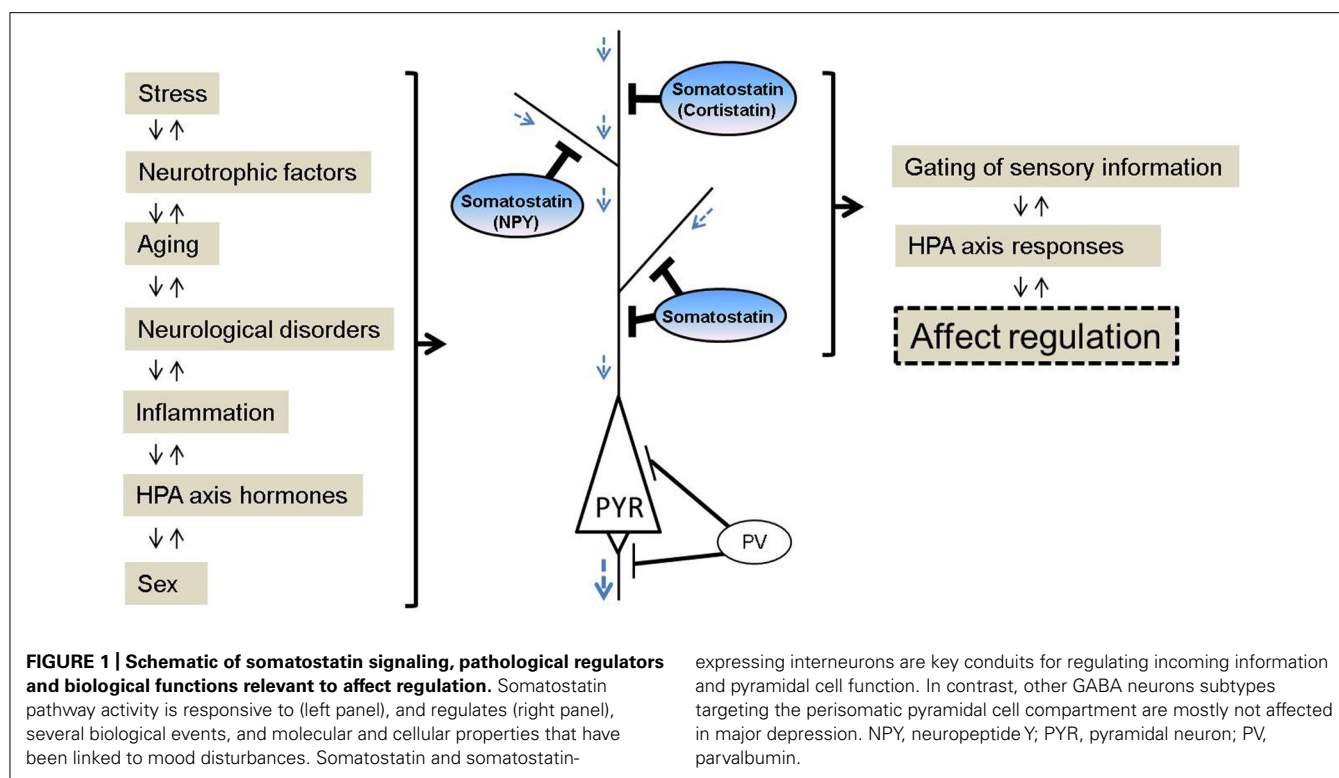 Stress
Neurotrophic factors
Aging
Neurological disorders
Inflammation
HPA axis hormones
Sex
Somatostatin
(Cortistatin)
Somatostatin
(NPY)
Somatostatin
PYR
PV
Gating of sensory information
HPA axis responses
Affect regulation
FIGURE 1 | Schematic of somatostatin signaling, pathological regulators
and biological functions relevant to affect regulation. Somatostatin
pathway activity is responsive to (left panel), and regulates (right panel),
several biological events, and molecular and cellular properties that have
been linked to mood disturbances. Somatostatin and somatostatin-
expressing interneurons are key conduits for regulating incoming information
and pyramidal cell function. In contrast, other GABA neurons subtypes
targeting the perisomatic pyramidal cell compartment are mostly not affected
in major depression. NPY, neuropeptide Y; PYR, pyramidal neuron; PV,
parvalbumin.